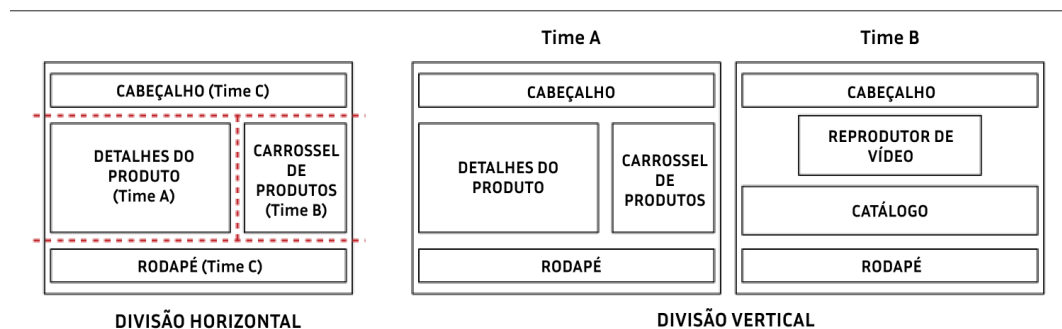 Time A
Time B
CABEÇALHO (Time C)
DETALHES DO
PRODUTO
(Time A)
CARROSSEL
DE
PRODUTOS
(Time B)
RODAPÉ (Time C)
DIVISÃO HORIZONTAL
CABEÇALHO
DETALHES DO
PRODUTO
CARROSSEL
DE
PRODUTOS
RODAPÉ
CABEÇALHO
REPRODUTOR DE
VÍDEO
CATÁLOGO
RODAPÉ
DIVISÃO VERTICAL